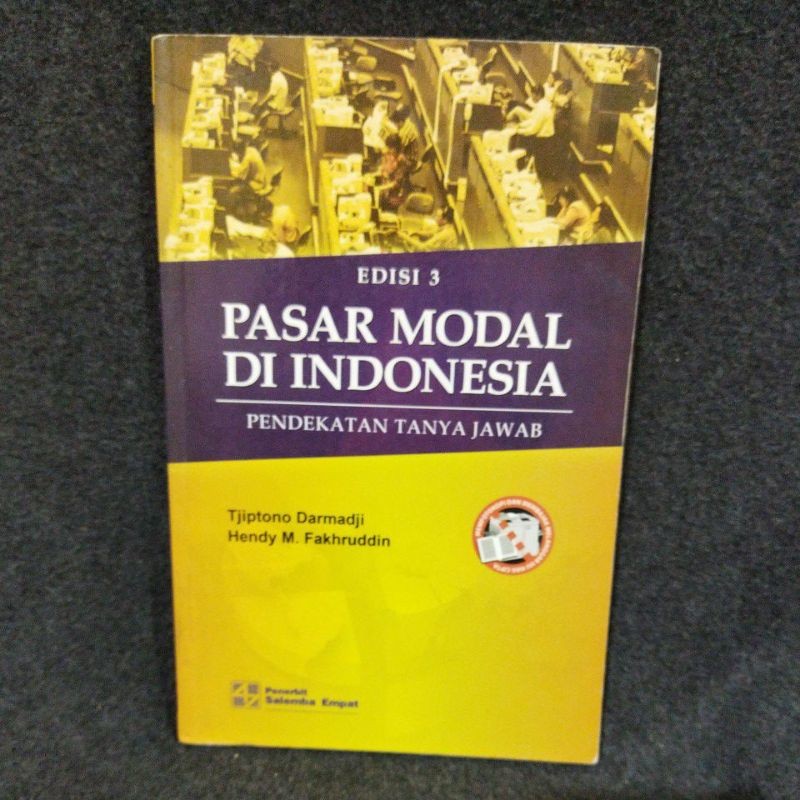 EDISI 3
PASAR MODAL
DI INDONESIA
PENDEKATAN TANYA JAWAB
Tjiptono Darmadji
Hendy M. Fakhruddin
Penerbit
Salemba Empat